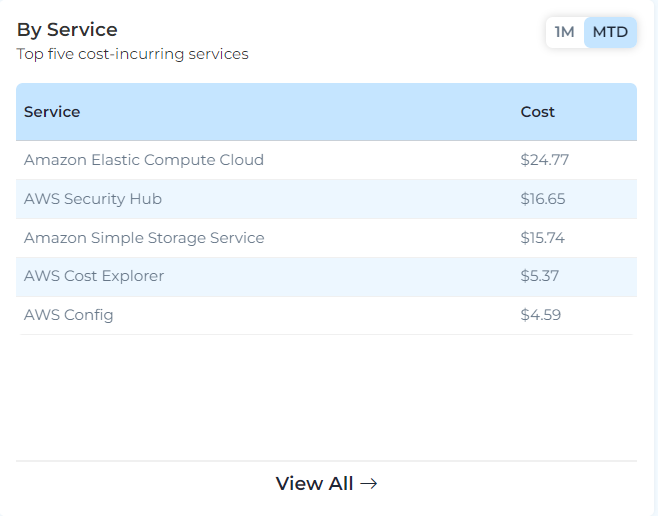 By Service
1M MTD
Top five cost-incurring services
Service Cost
Amazon Elastic Compute Cloud $24.77
AWS Security Hub $16.65
Amazon Simple Storage Service $15.74
AWS Cost Explorer $5.37
AWS Config $4.59
View All →